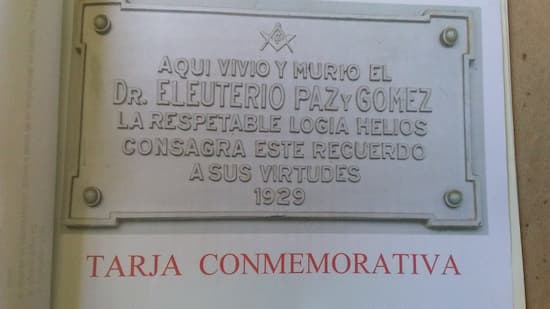 AQUI VIVIO Y MURIO EL
DR. ELEUTERIO PAZ Y GOMEZ
LA RESPETABLE LOGIA HELIOS
CONSAGRA ESTE RECUERDO
A SUS VIRTUDES
1929
TARJA CONMEMORATIVA